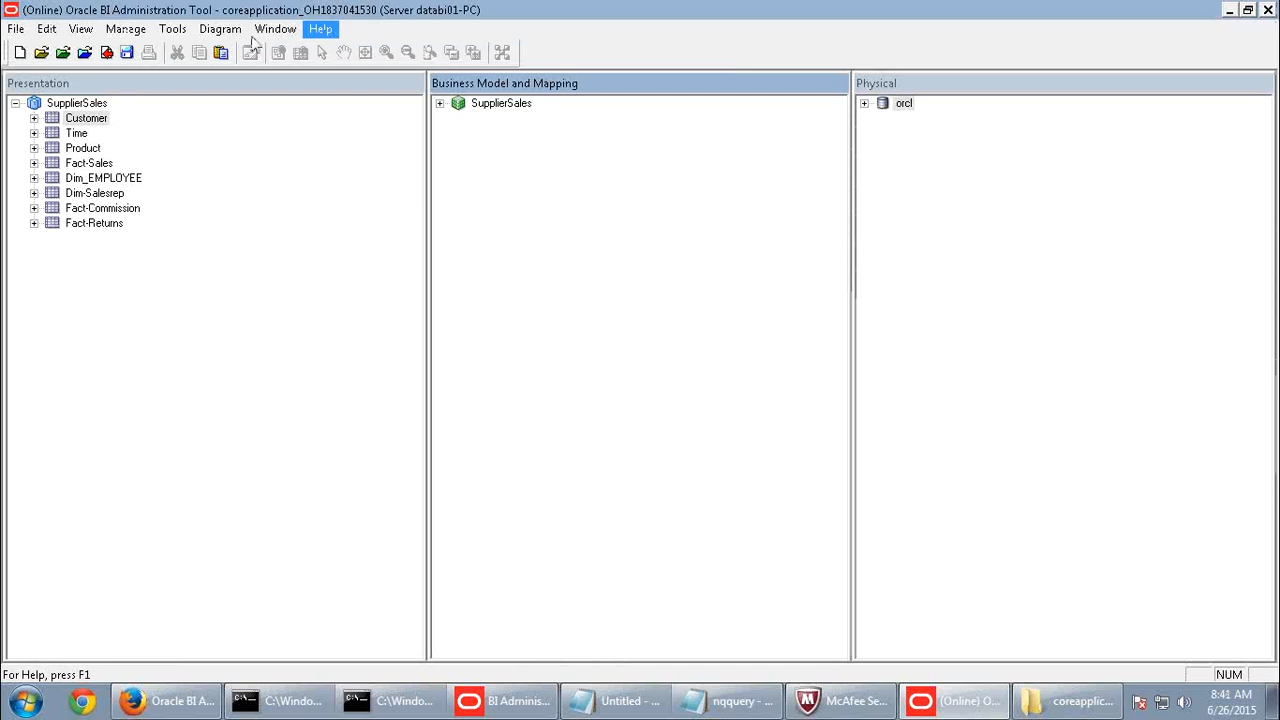 (Online) Oracle BI Administration Tool - coreapplication_OH1837041530 (Server databi01-PC)
File Edit View Manage Tools Diagram Window Help
Presentation
SupplierSales
Customer
Time
Product
Fact-Sales
Dim_EMPLOYEE
Dim-Salesrep
Fact-Commission
Fact-Returns
Business Model and Mapping
SupplierSales
Physical
orcl
For Help, press F1
NUM
Oracle BI A... C:\Windo... C:\Windo... BI Adminis... Untitled - ... nqquery - ... McAfee Se... (Online) O... coreapplic...
8:41 AM
6/26/2015